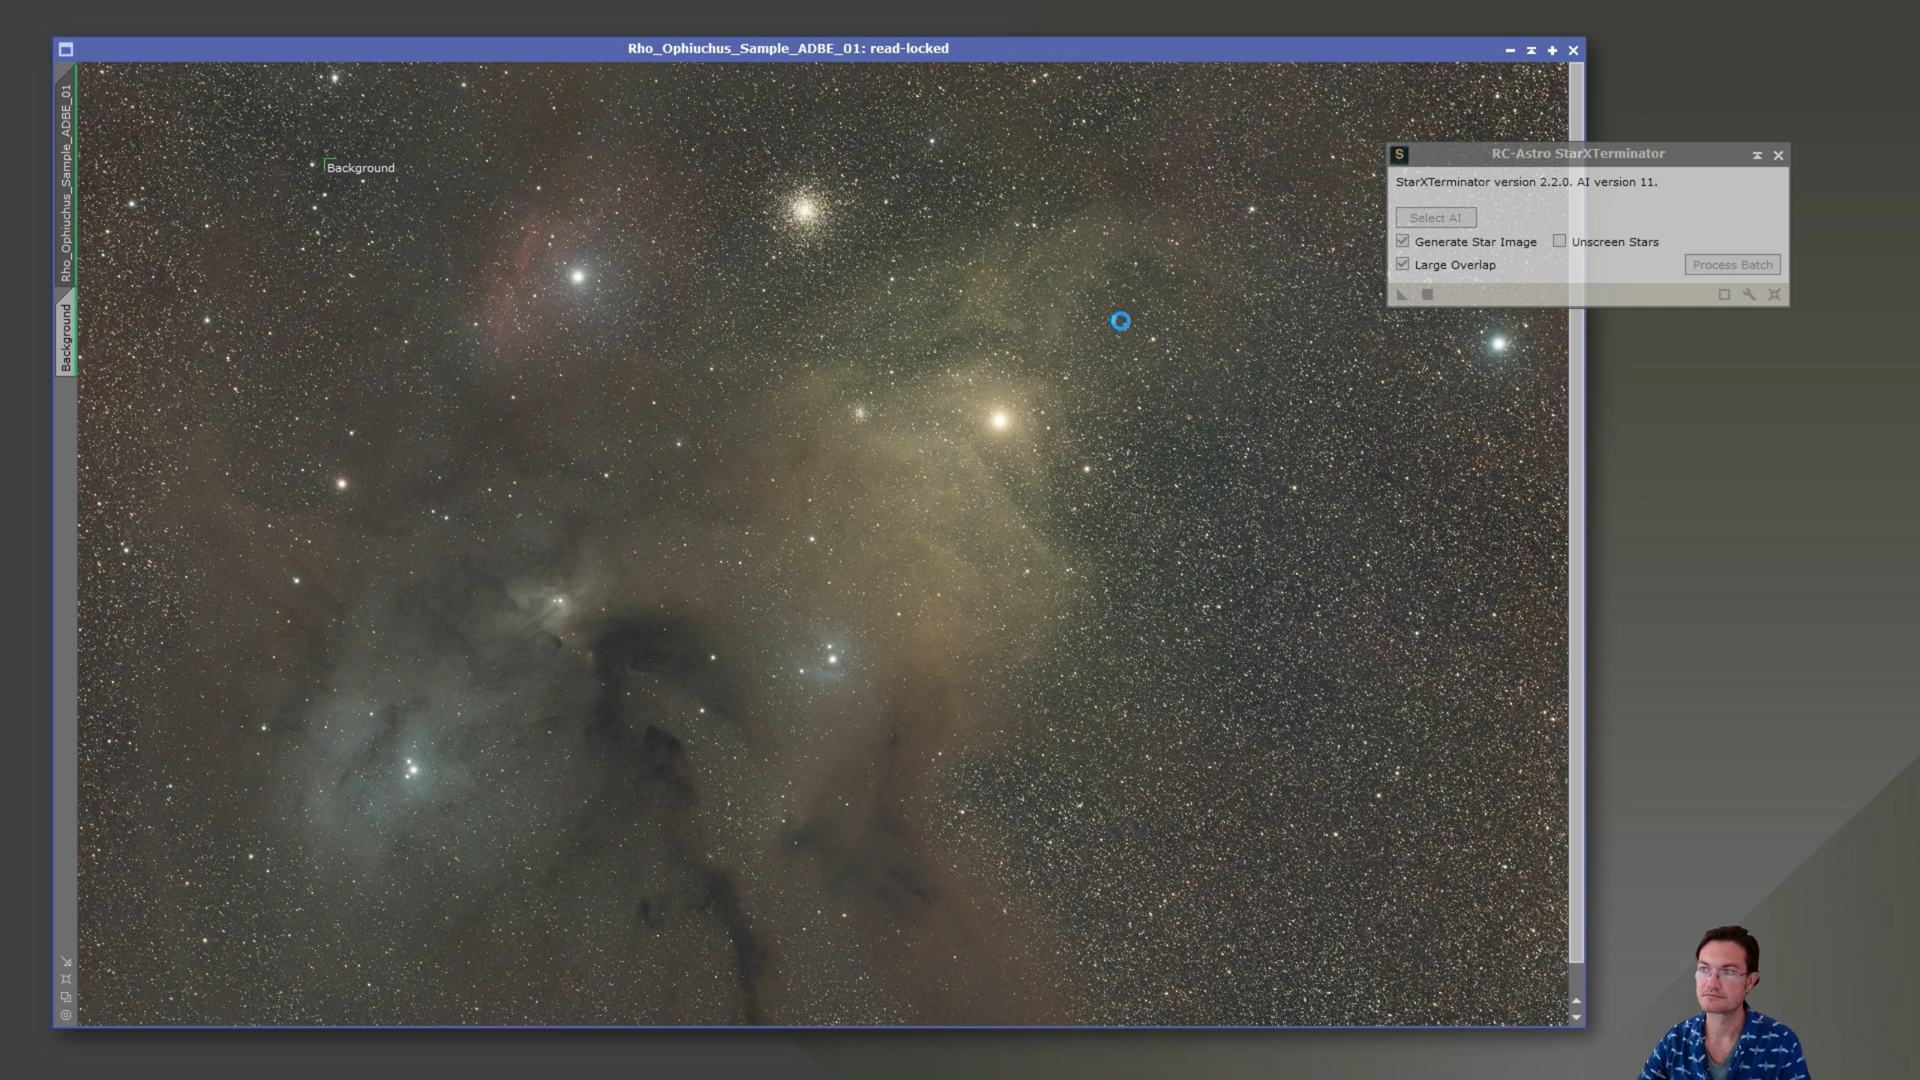 Rho_Ophiuchus_Sample_ADBE_01: read-locked
Rho_Ophiuchus_Sample_ADBE_01
Background
Background
S
RC-Astro StarXTerminator
StarXTerminator version 2.2.0. AI version 11.
Select AI
Generate Star Image
Unscreen Stars
Large Overlap
Process Batch